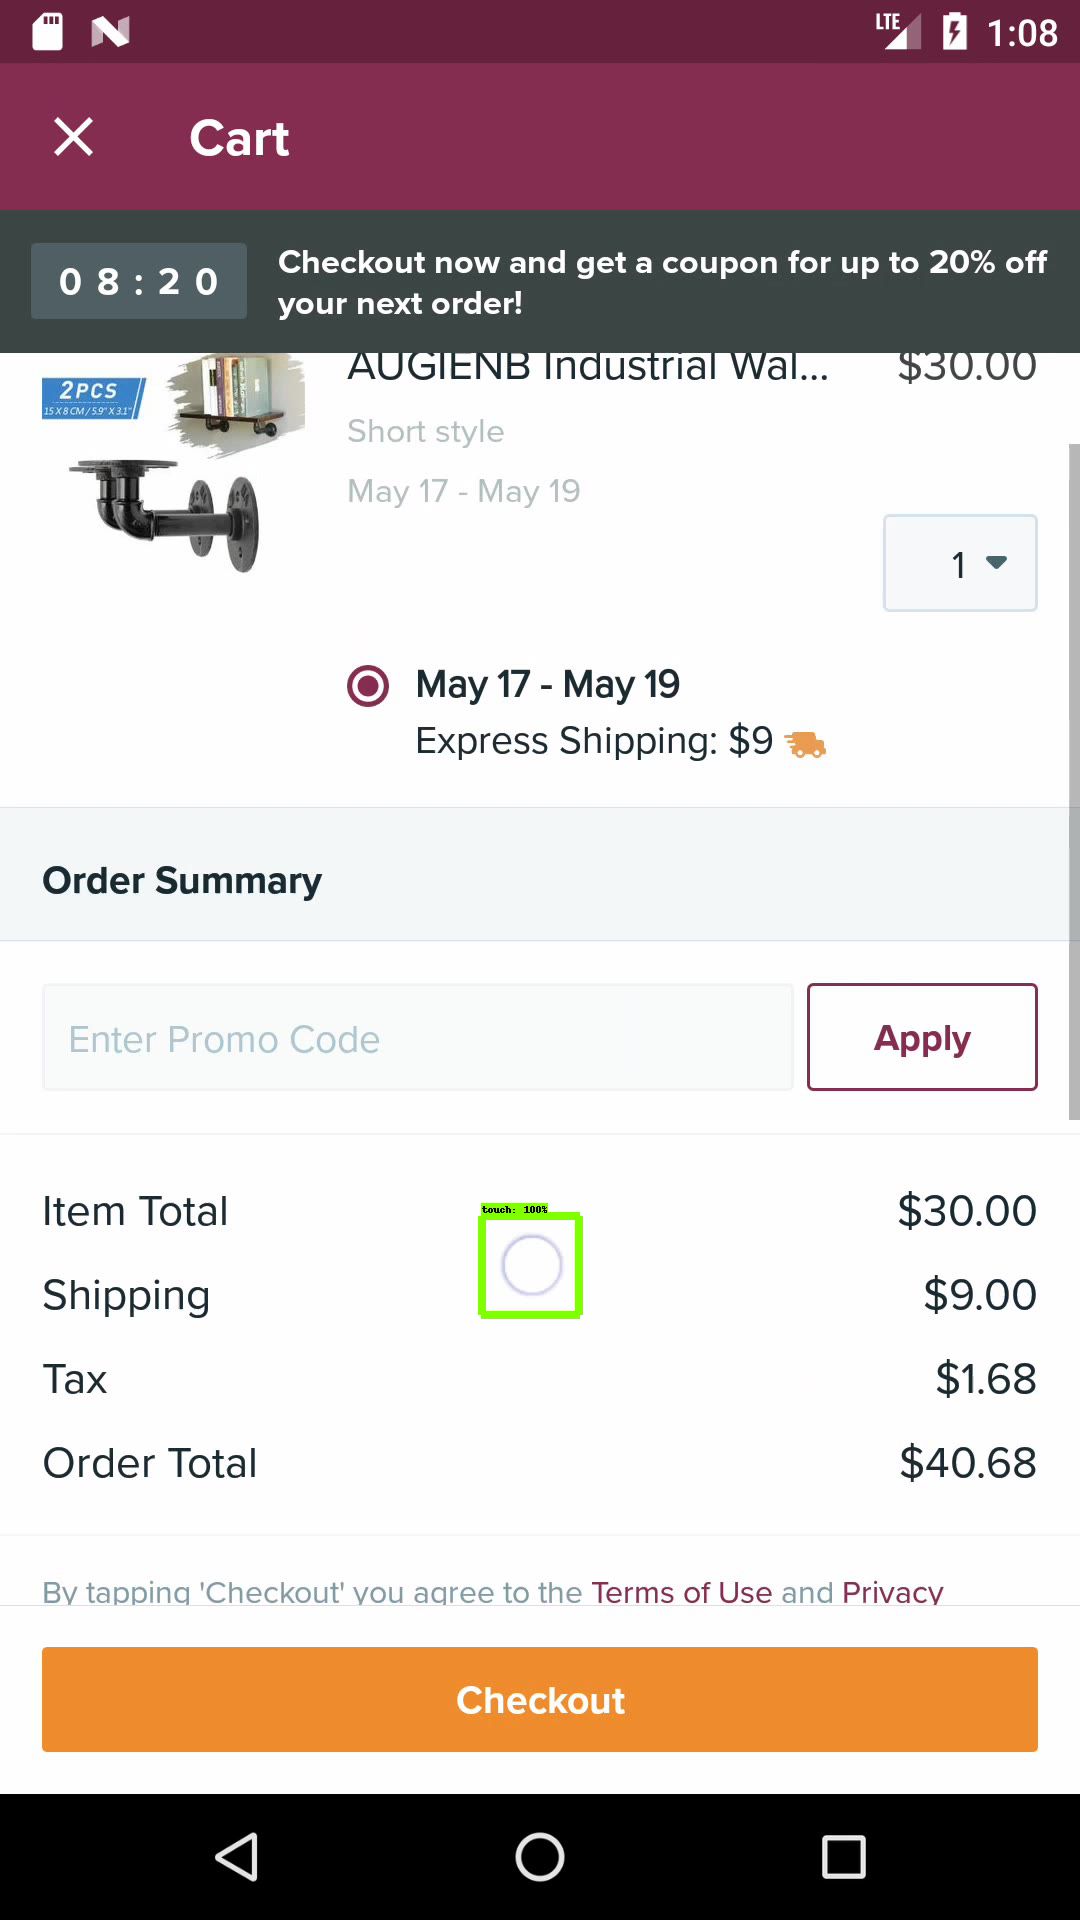 LTE 1:08
Cart
08:20
Checkout now and get a coupon for up to 20% off
your next order!
2PCS
15 X 8 CM / 5.9" X 3.1"
AUGIENB Industrial Wal... $30.00
Short style
May 17 - May 19
1
May 17 - May 19
Express Shipping: $9
Order Summary
Enter Promo Code Apply
touch: 100%
Item Total $30.00
Shipping $9.00
Tax $1.68
Order Total $40.68
By tapping 'Checkout' you agree to the Terms of Use and Privacy
Checkout